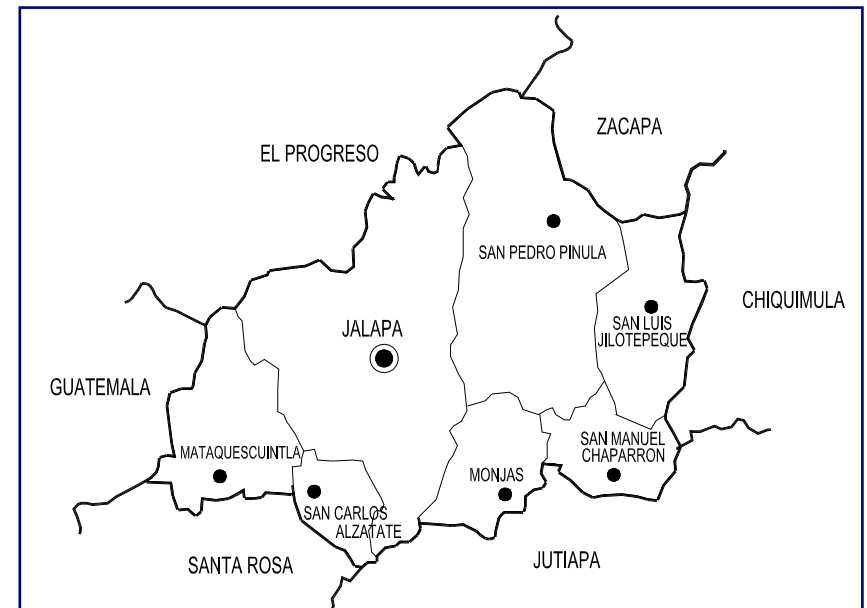 ZACAPA
EL PROGRESO
SAN PEDRO PINULA
CHIQUIMULA
SAN LUIS
JILOTEPEQUE
JALAPA
GUATEMALA
MATAQUESCUINTLA
SAN MANUEL
CHAPARRON
MONJAS
SAN CARLOS
ALZATATE
SANTA ROSA
JUTIAPA